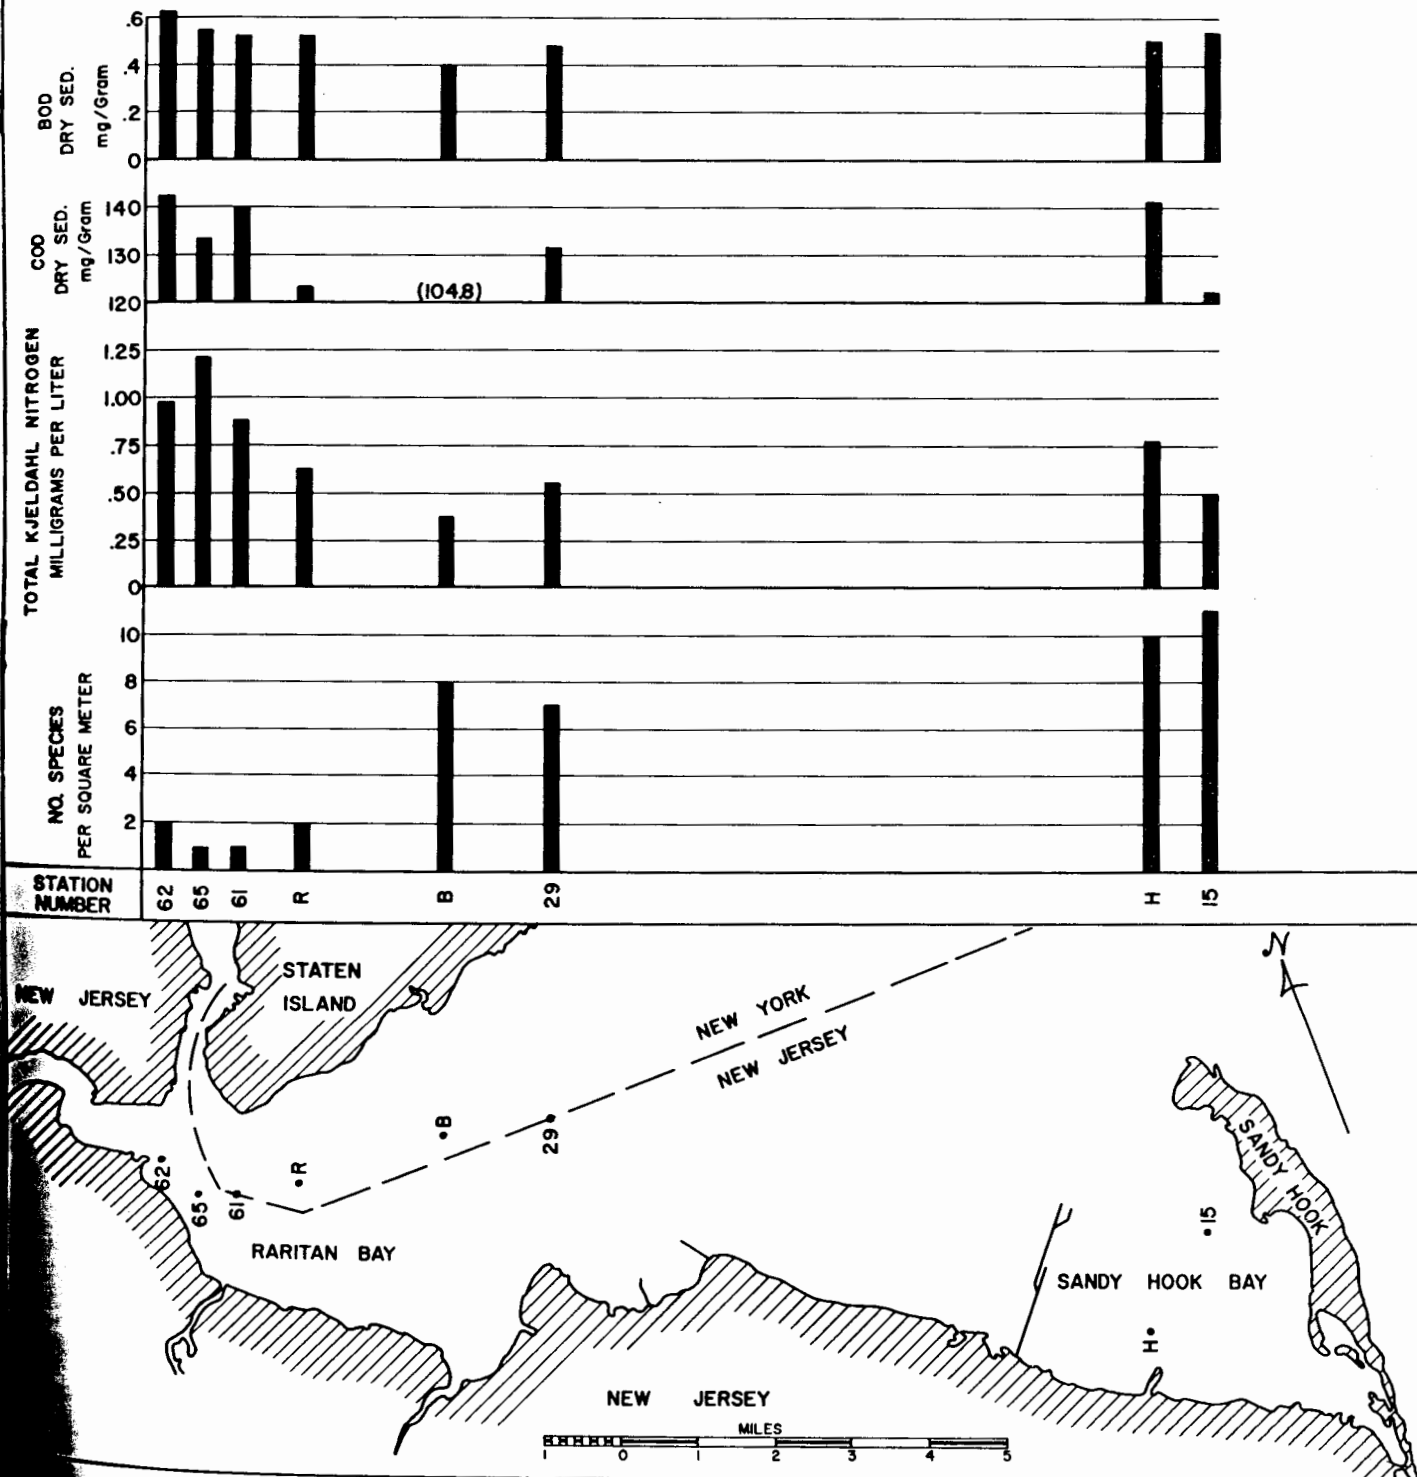 BOD
DRY SED.
mg/Gram
.6
.4
.2
0
COD
DRY SED.
mg/Gram
140
130
120
(104.8)
TOTAL KJELDAHL NITROGEN
MILLIGRAMS PER LITER
1.25
1.00
.75
.50
.25
0
NO. SPECIES
PER SQUARE METER
10
8
6
4
2
STATION
NUMBER
62
65
61
R
B
29
H
15
NEW JERSEY
STATEN
ISLAND
NEW YORK
NEW JERSEY
N
SANDY HOOK
62
65
61
R
B
29
15
H
RARITAN BAY
SANDY HOOK BAY
NEW JERSEY
MILES
1 0 1 2 3 4 5